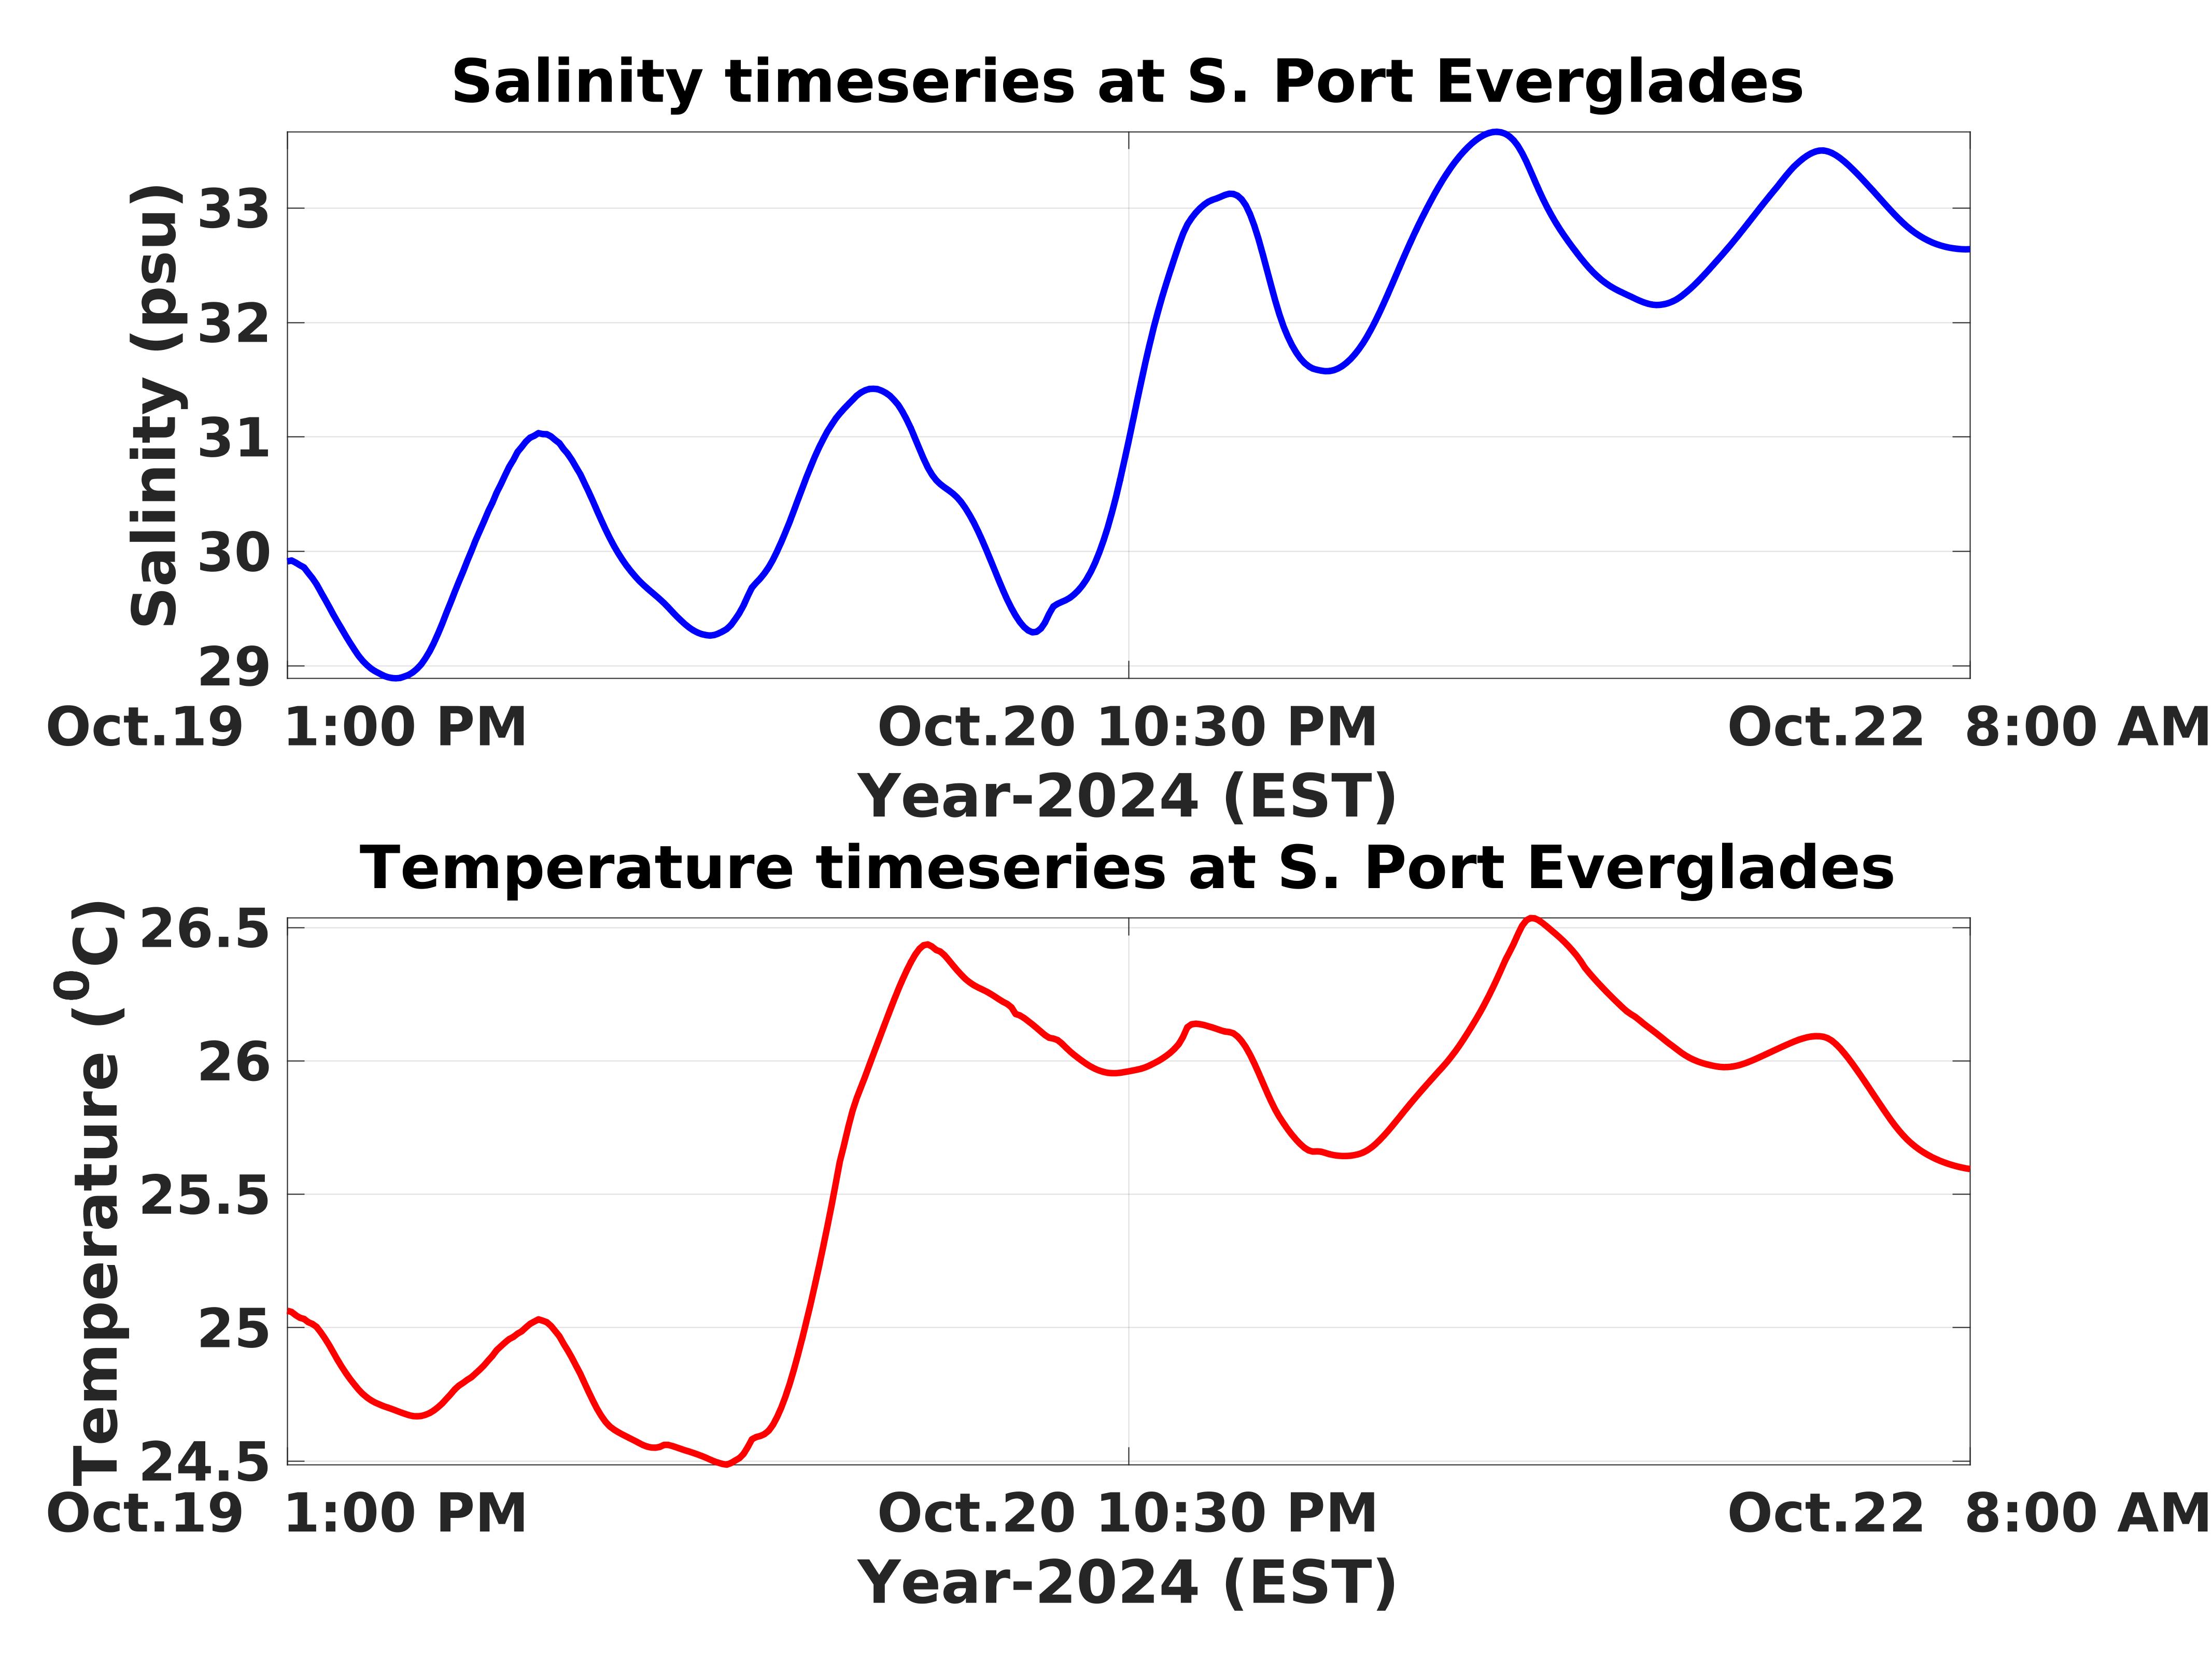 Salinity timeseries at S. Port Everglades
Salinity (psu)
33
32
31
30
29
Oct.19  1:00 PM Oct.20 10:30 PM Oct.22  8:00 AM
Year-2024 (EST)
Temperature timeseries at S. Port Everglades
Temperature (⁰C)
26.5
26
25.5
25
24.5
Oct.19  1:00 PM Oct.20 10:30 PM Oct.22  8:00 AM
Year-2024 (EST)